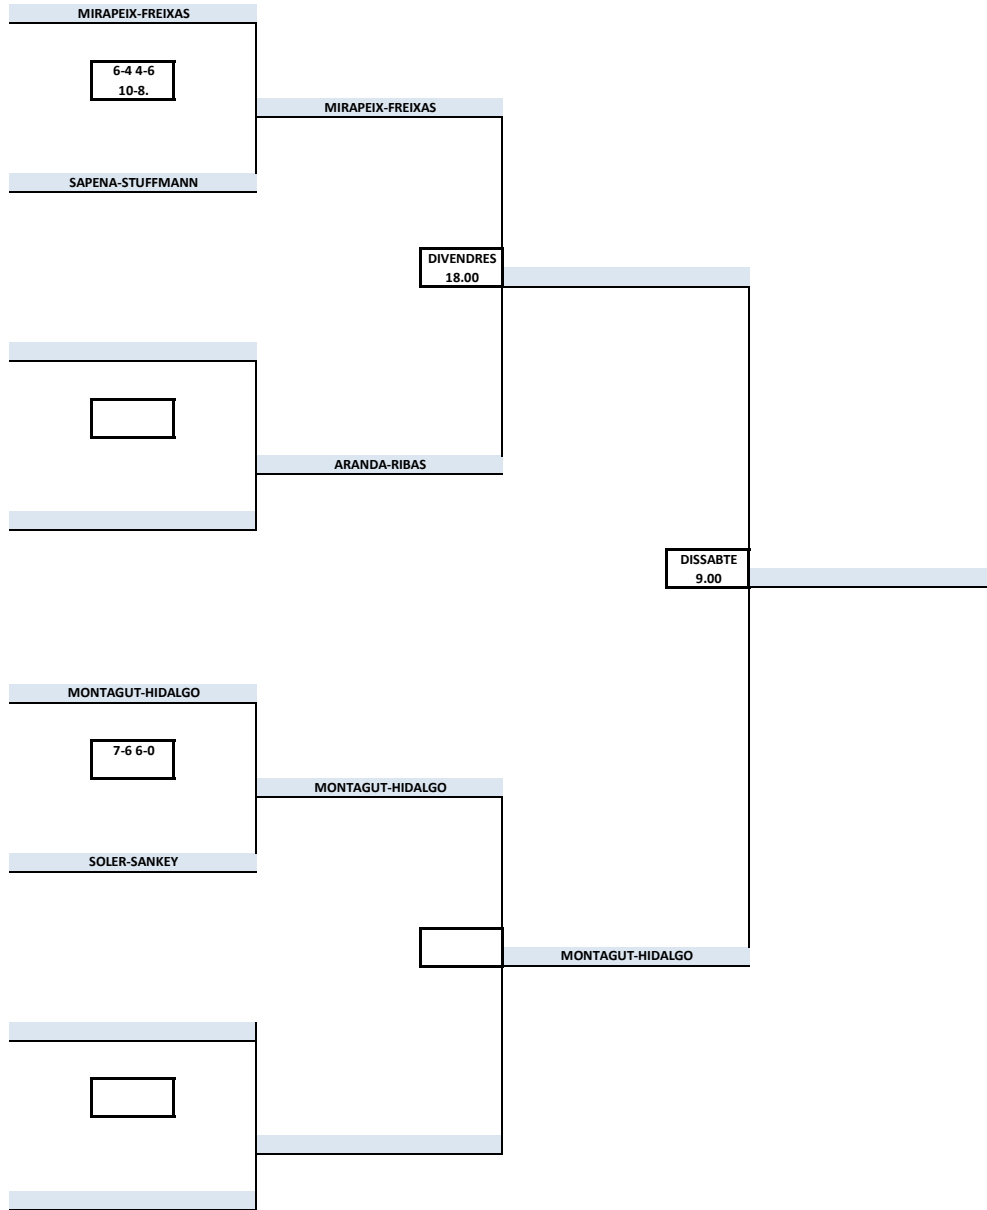 MIRAPEIX-FREIXAS
6-4 4-6
10-8.
MIRAPEIX-FREIXAS
SAPENA-STUFFMANN
DIVENDRES
18.00
ARANDA-RIBAS
DISSABTE
9.00
MONTAGUT-HIDALGO
7-6 6-0
MONTAGUT-HIDALGO
SOLER-SANKEY
MONTAGUT-HIDALGO